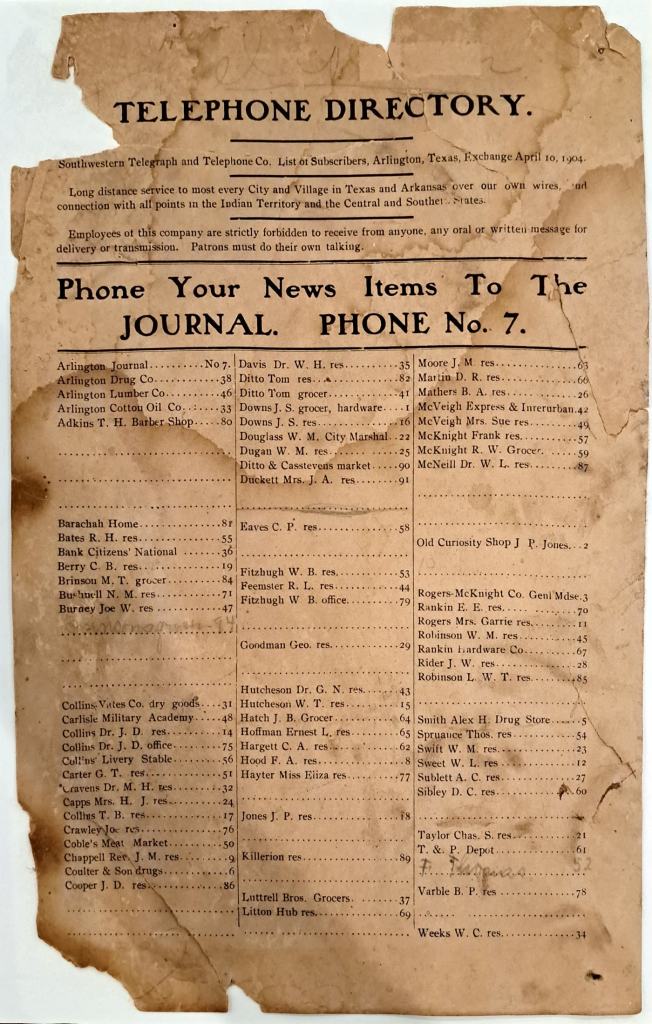 TELEPHONE DIRECTORY.
Southwestern Telegraph and Telephone Co. List of Subscribers, Arlington, Texas, Exchange April 10, 1904.
Long distance service to most every City and Village in Texas and Arkansas over our own wires, and
connection with all points in the Indian Territory and the Central and Southern States.
Employees of this company are strictly forbidden to receive from anyone, any oral or written message for
delivery or transmission. Patrons must do their own talking.
Phone Your News Items To The
JOURNAL. PHONE No. 7.
Arlington Journal..........No 7.
Arlington Drug Co..........38
Arlington Lumber Co........46
Arlington Cotton Oil Co....33
Adkins T. H. Barber Shop....80
Barachah Home............81
Bates R. H. res............55
Bank Citizens' National.....36
Berry C. B. res............19
Brinson M. T. grocer........84
Bushnell N. M. res..........71
Burney Joe W. res..........47
Collins-Yates Co. dry goods...31
Carlisle Military Academy....48
Collins Dr. J. D. res........14
Collins Dr. J. D. office......75
Collins' Livery Stable.......56
Carter G. T. res............51
Cravens Dr. M. H. res........32
Capps Mrs. H. J. res........24
Collins T. B. res............17
Crawley Joe res............76
Coble's Meat Market........50
Chappell Rev. J. M. res......9
Coulter & Son drugs.........6
Cooper J. D. res............86
Davis Dr. W. H. res.........35
Ditto Tom res..............82
Ditto Tom grocer...........41
Downs J. S. grocer, hardware...1
Downs J. S. res............16
Douglass W. M. City Marshal..22
Dugan W. M. res...........25
Ditto & Casstevens market....90
Duckett Mrs. J. A. res.......91
Eaves C. P. res.............58
Fitzhugh W. B. res..........53
Feemster R. L. res..........44
Fitzhugh W. B. office........79
Goodman Geo. res..........29
Hutcheson Dr. G. N. res.....43
Hutcheson W. T. res........15
Hatch J. B. Grocer..........64
Hoffman Ernest L. res.......65
Hargett C. A. res...........62
Hood F. A. res.............8
Hayter Miss Eliza res........77
Jones J. P. res.............18
Killerion res...............89
Luttrell Bros. Grocers.......37
Litton Hub res.............69
Moore J. M. res............63
Martin D. R. res...........66
Mathers B. A. res..........26
McVeigh Express & Inrerurban.42
McVeigh Mrs. Sue res.......49
McKnight Frank res.........57
McKnight R. W. Grocer......59
McNeill Dr. W. L. res.......87
Old Curiosity Shop J. P. Jones...2
Rogers-McKnight Co. Genl Mdse.3
Rankin E. E. res............70
Rogers Mrs. Garrie res......11
Robinson W. M. res.........45
Rankin Hardware Co........67
Rider J. W. res.............28
Robinson L. W. T. res.......85
Smith Alex H. Drug Store.....5
Spruance Thos. res.........54
Swift W. M. res............23
Sweet W. L. res............12
Sublett A. C. res...........27
Sibley D. C. res............60
Taylor Chas. S. res.........21
T. & P. Depot..............61
Varble B. P. res............78
Weeks W. C. res...........34